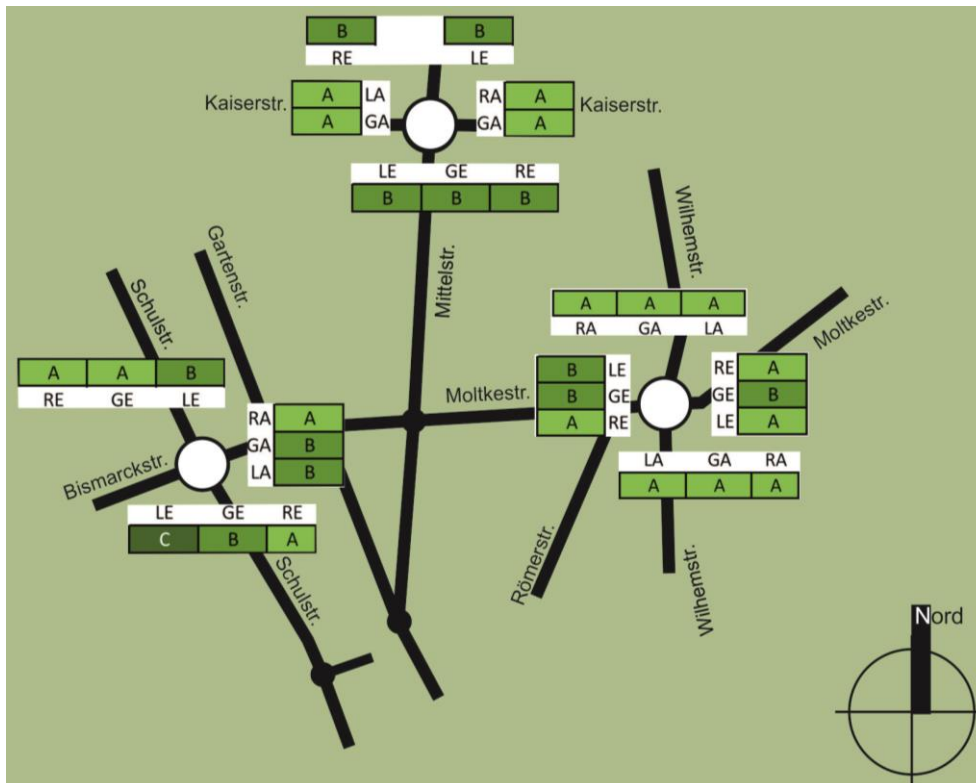 B B
RE LE
Kaiserstr. A LA RA A Kaiserstr.
A GA GA A
LE GE RE
B B B
Wilhemstr.
Gartenstr.
Schulstr.
Mittelstr.
Moltkestr.
A A A
RA GA LA
A A B
RE GE LE
Moltkestr.
B LE RE A
B GE GE B
A RE LE A
RA A
GA B
LA B
Bismarckstr.
LA GA RA
A A A
LE GE RE
C B A
Schulstr.
Römerstr.
Wilhemstr.
Nord